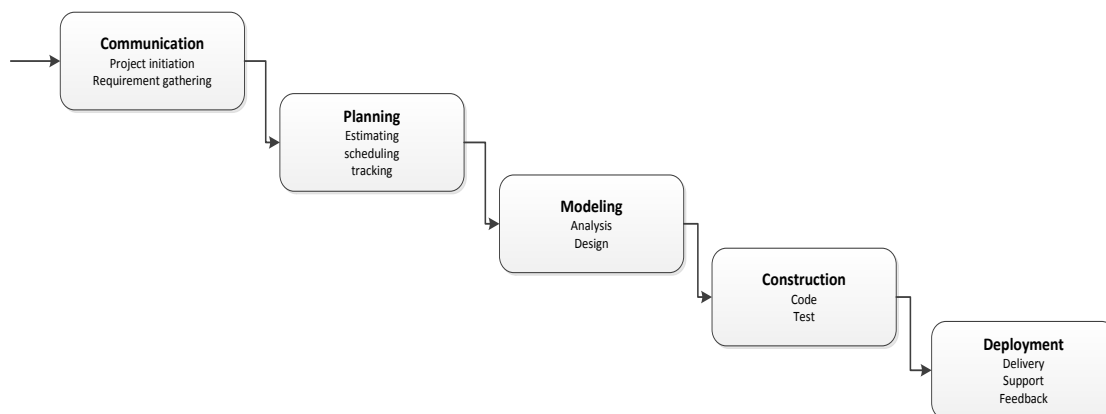 Communication
Project initiation
Requirement gathering
Planning
Estimating
scheduling
tracking
Modeling
Analysis
Design
Construction
Code
Test
Deployment
Delivery
Support
Feedback